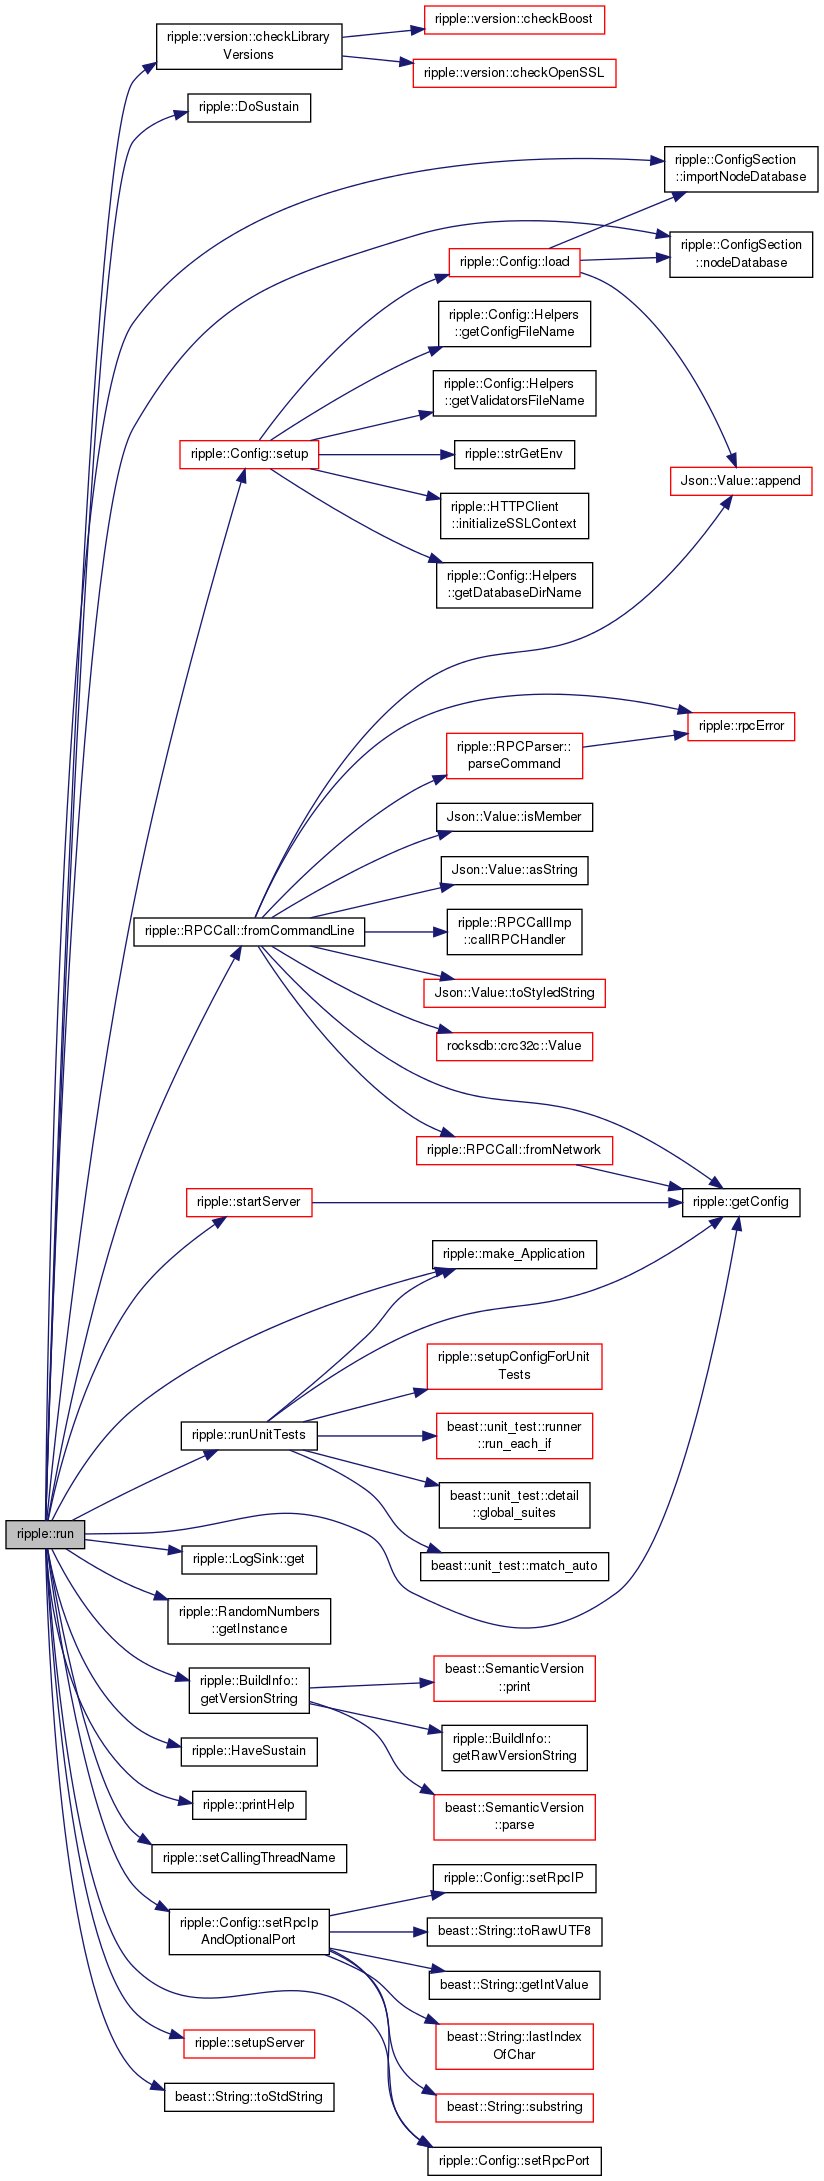 ripple::version::checkBoost
ripple::version::checkLibrary
Versions
ripple::version::checkOpenSSL
ripple::DoSustain
ripple::ConfigSection
::importNodeDatabase
ripple::ConfigSection
::nodeDatabase
ripple::Config::load
ripple::Config::Helpers
::getConfigFileName
ripple::Config::Helpers
::getValidatorsFileName
ripple::Config::setup
ripple::strGetEnv
Json::Value::append
ripple::HTTPClient
::initializeSSLContext
ripple::Config::Helpers
::getDatabaseDirName
ripple::rpcError
ripple::RPCParser::
parseCommand
Json::Value::isMember
Json::Value::asString
ripple::RPCCall::fromCommandLine
ripple::RPCCallImp
::callRPCHandler
Json::Value::toStyledString
rocksdb::crc32c::Value
ripple::RPCCall::fromNetwork
ripple::startServer
ripple::getConfig
ripple::make_Application
ripple::setupConfigForUnit
Tests
ripple::runUnitTests
beast::unit_test::runner
::run_each_if
beast::unit_test::detail
::global_suites
ripple::run
ripple::LogSink::get
beast::unit_test::match_auto
ripple::RandomNumbers
::getInstance
ripple::BuildInfo::
getVersionString
beast::SemanticVersion
::print
ripple::BuildInfo::
getRawVersionString
ripple::HaveSustain
ripple::printHelp
beast::SemanticVersion
::parse
ripple::setCallingThreadName
ripple::Config::setRpcIP
ripple::Config::setRpcIp
AndOptionalPort
beast::String::toRawUTF8
beast::String::getIntValue
ripple::setupServer
beast::String::lastIndex
OfChar
beast::String::toStdString
beast::String::substring
ripple::Config::setRpcPort